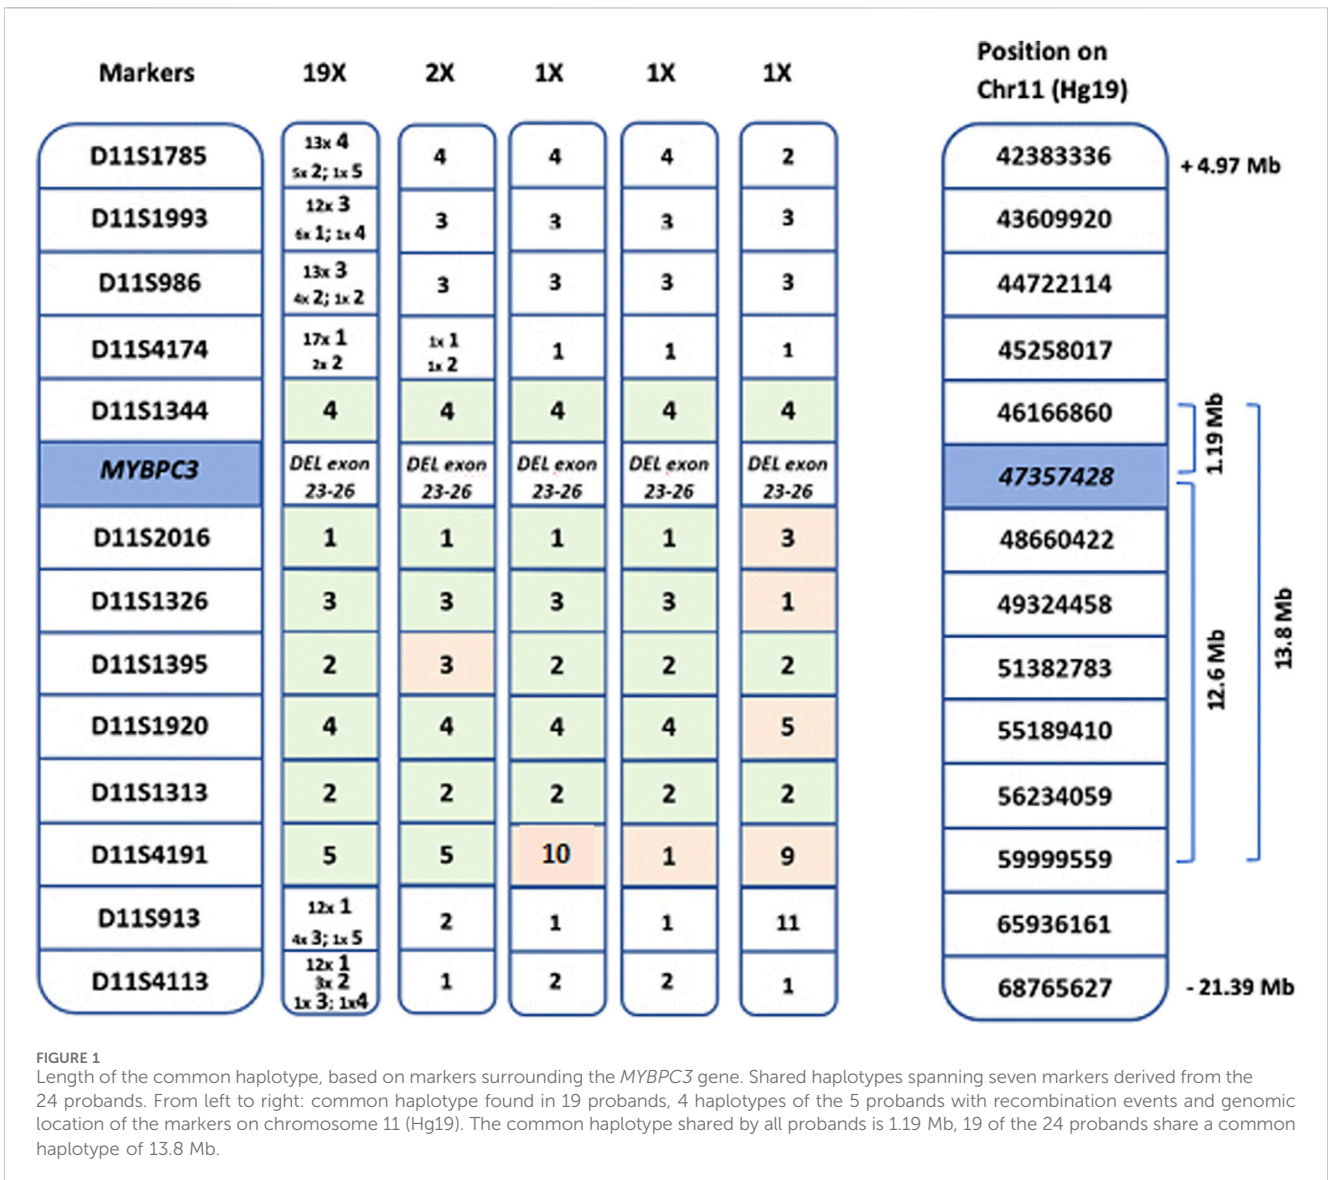 Markers 19X 2X 1X 1X 1X Position on
Chr11 (Hg19)
D11S1785 13x 4 4 4 4 2 42383336 + 4.97 Mb
5x 2; 1x 5
D11S1993 12x 3 3 3 3 3 43609920
6x 1; 1x 4
D11S986 13x 3 3 3 3 3 44722114
4x 2; 1x 2
D11S4174 17x 1 1x 1 1 1 1 45258017
2x 2 1x 2
D11S1344 4 4 4 4 4 46166860
1.19 Mb
MYBPC3 DEL exon DEL exon DEL exon DEL exon DEL exon 47357428
23-26 23-26 23-26 23-26 23-26
D11S2016 1 1 1 1 3 48660422
D11S1326 3 3 3 3 1 49324458
13.8 Mb
D11S1395 2 3 2 2 2 51382783
12.6 Mb
D11S1920 4 4 4 4 5 55189410
D11S1313 2 2 2 2 2 56234059
D11S4191 5 5 10 1 9 59999559
D11S913 12x 1 2 1 1 11 65936161
4x 3; 1x 5
D11S4113 12x 1 1 2 2 1 68765627 - 21.39 Mb
3x 2
1x 3; 1x4
FIGURE 1
Length of the common haplotype, based on markers surrounding the MYBPC3 gene. Shared haplotypes spanning seven markers derived from the
24 probands. From left to right: common haplotype found in 19 probands, 4 haplotypes of the 5 probands with recombination events and genomic
location of the markers on chromosome 11 (Hg19). The common haplotype shared by all probands is 1.19 Mb, 19 of the 24 probands share a common
haplotype of 13.8 Mb.